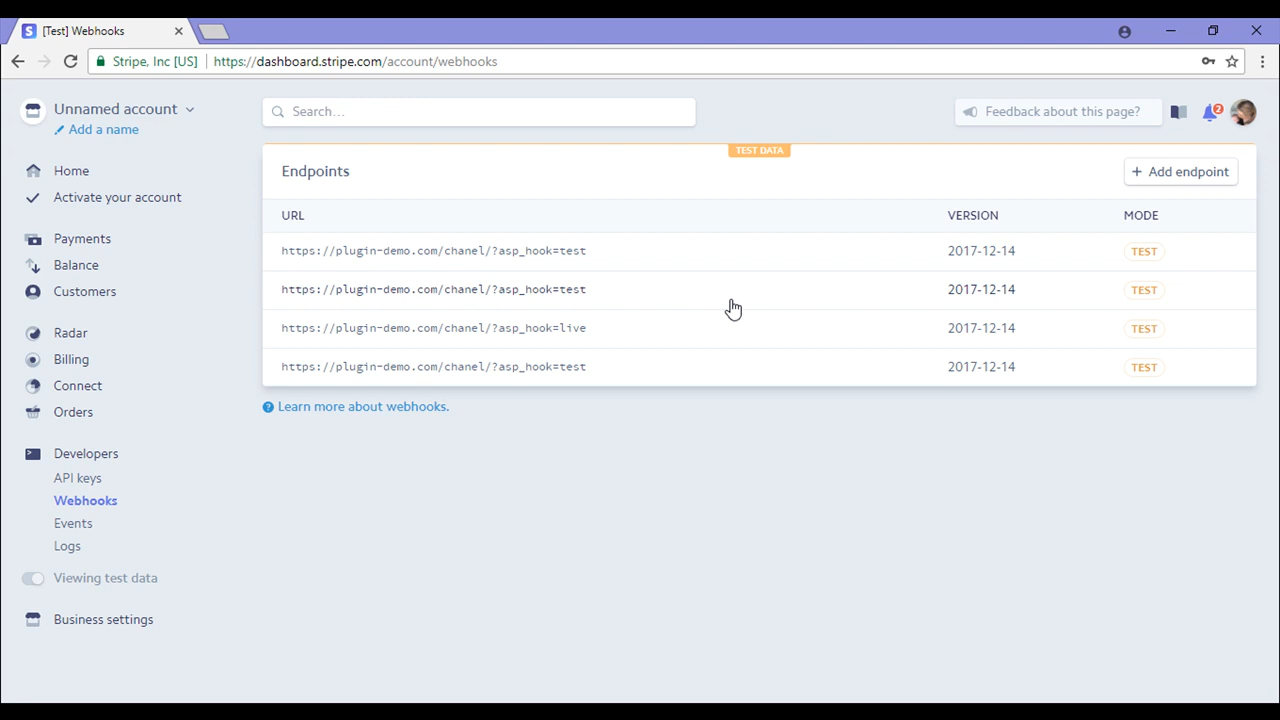 [Test] Webhooks
Stripe, Inc [US] https://dashboard.stripe.com/account/webhooks
Unnamed account
Add a name
Search...
Feedback about this page?
2
Home
Activate your account
Payments
Balance
Customers
Radar
Billing
Connect
Orders
Developers
API keys
Webhooks
Events
Logs
Viewing test data
Business settings
TEST DATA
Endpoints
+ Add endpoint
URL VERSION MODE
https://plugin-demo.com/chanel/?asp_hook=test 2017-12-14 TEST
https://plugin-demo.com/chanel/?asp_hook=test 2017-12-14 TEST
https://plugin-demo.com/chanel/?asp_hook=live 2017-12-14 TEST
https://plugin-demo.com/chanel/?asp_hook=test 2017-12-14 TEST
Learn more about webhooks.